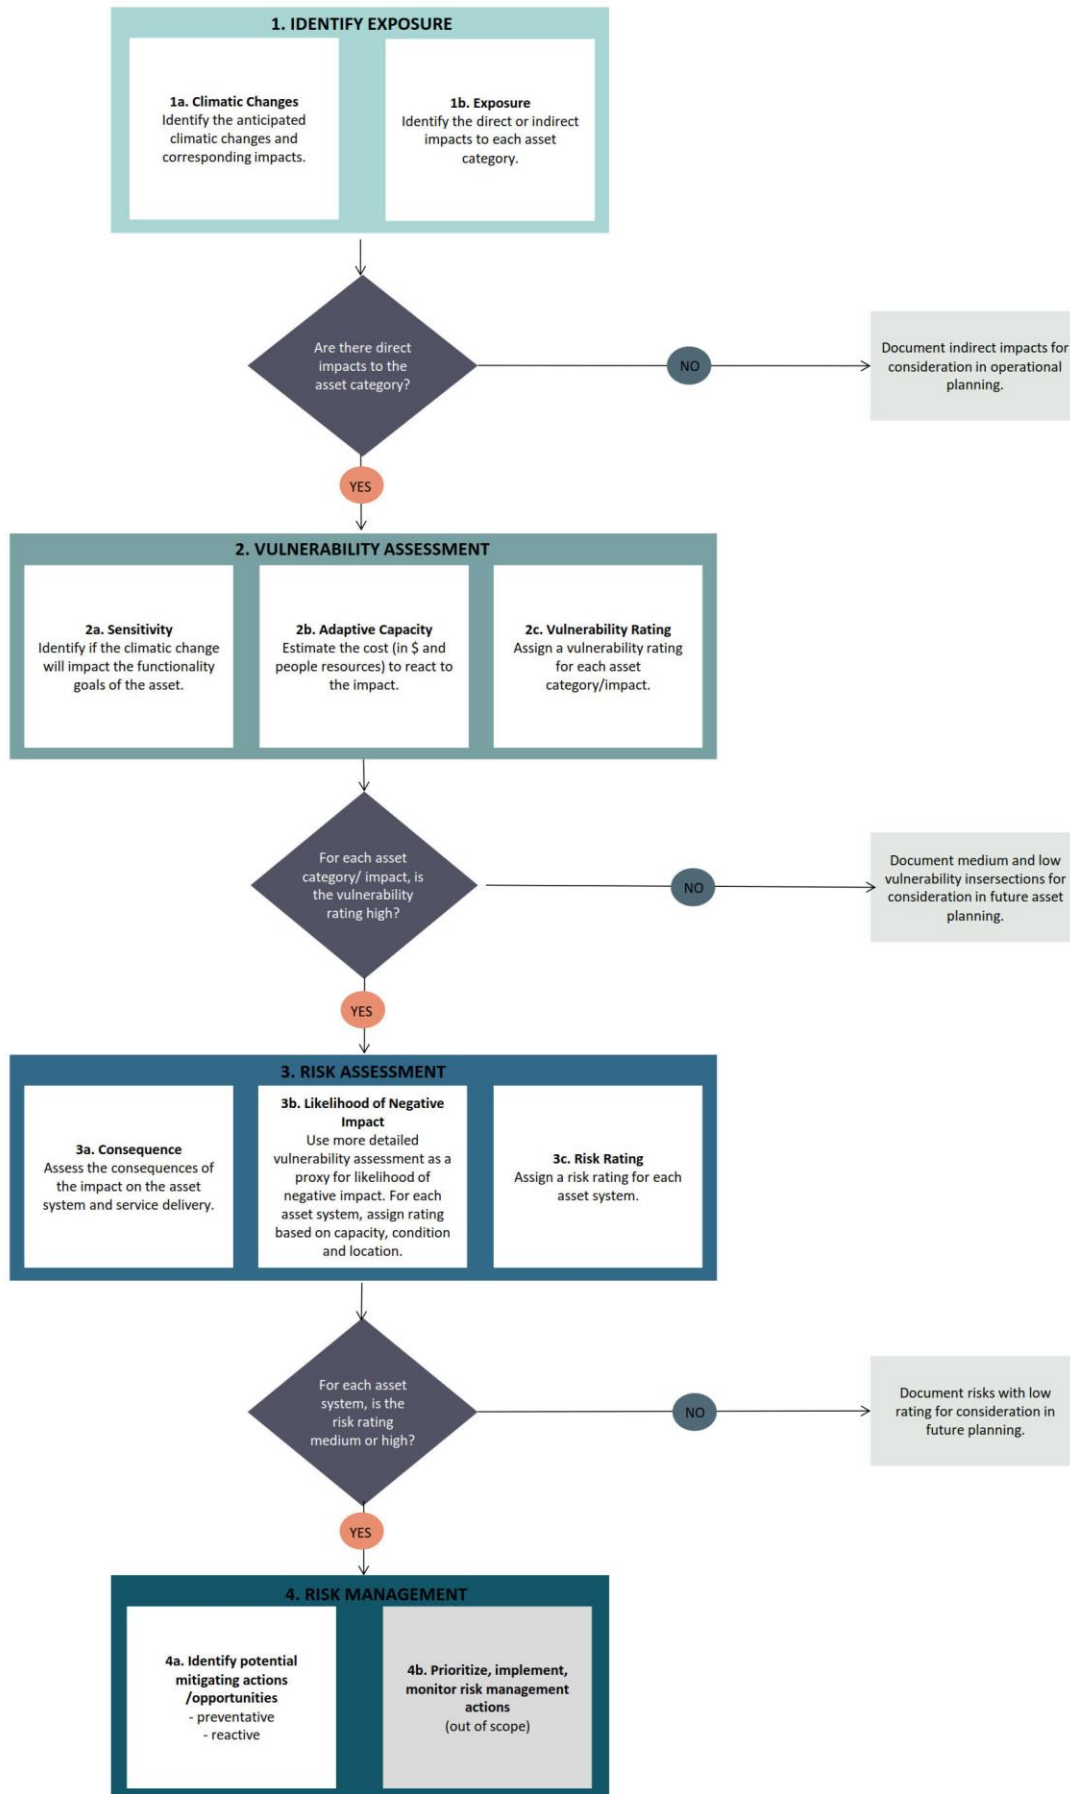 1. IDENTIFY EXPOSURE
1a. Climatic Changes
Identify the anticipated
climatic changes and
corresponding impacts.
1b. Exposure
Identify the direct or indirect
impacts to each asset
category.
Are there direct
impacts to the
asset category?
NO
Document indirect impacts for
consideration in operational
planning.
YES
2. VULNERABILITY ASSESSMENT
2a. Sensitivity
Identify if the climatic change
will impact the functionality
goals of the asset.
2b. Adaptive Capacity
Estimate the cost (in $ and
people resources) to react to
the impact.
2c. Vulnerability Rating
Assign a vulnerability rating
for each asset
category/impact.
For each asset
category/ impact, is
the vulnerability
rating high?
NO
Document medium and low
vulnerability insersections for
consideration in future asset
planning.
YES
3. RISK ASSESSMENT
3a. Consequence
Assess the consequences of
the impact on the asset
system and service delivery.
3b. Likelihood of Negative
Impact
Use more detailed
vulnerability assessment as a
proxy for likelihood of
negative impact. For each
asset system, assign rating
based on capacity, condition
and location.
3c. Risk Rating
Assign a risk rating for each
asset system.
For each asset
system, is the
risk rating
medium or high?
NO
Document risks with low
rating for consideration in
future planning.
YES
4. RISK MANAGEMENT
4a. Identify potential
mitigating actions
/opportunities
- preventative
- reactive
4b. Prioritize, implement,
monitor risk management
actions
(out of scope)